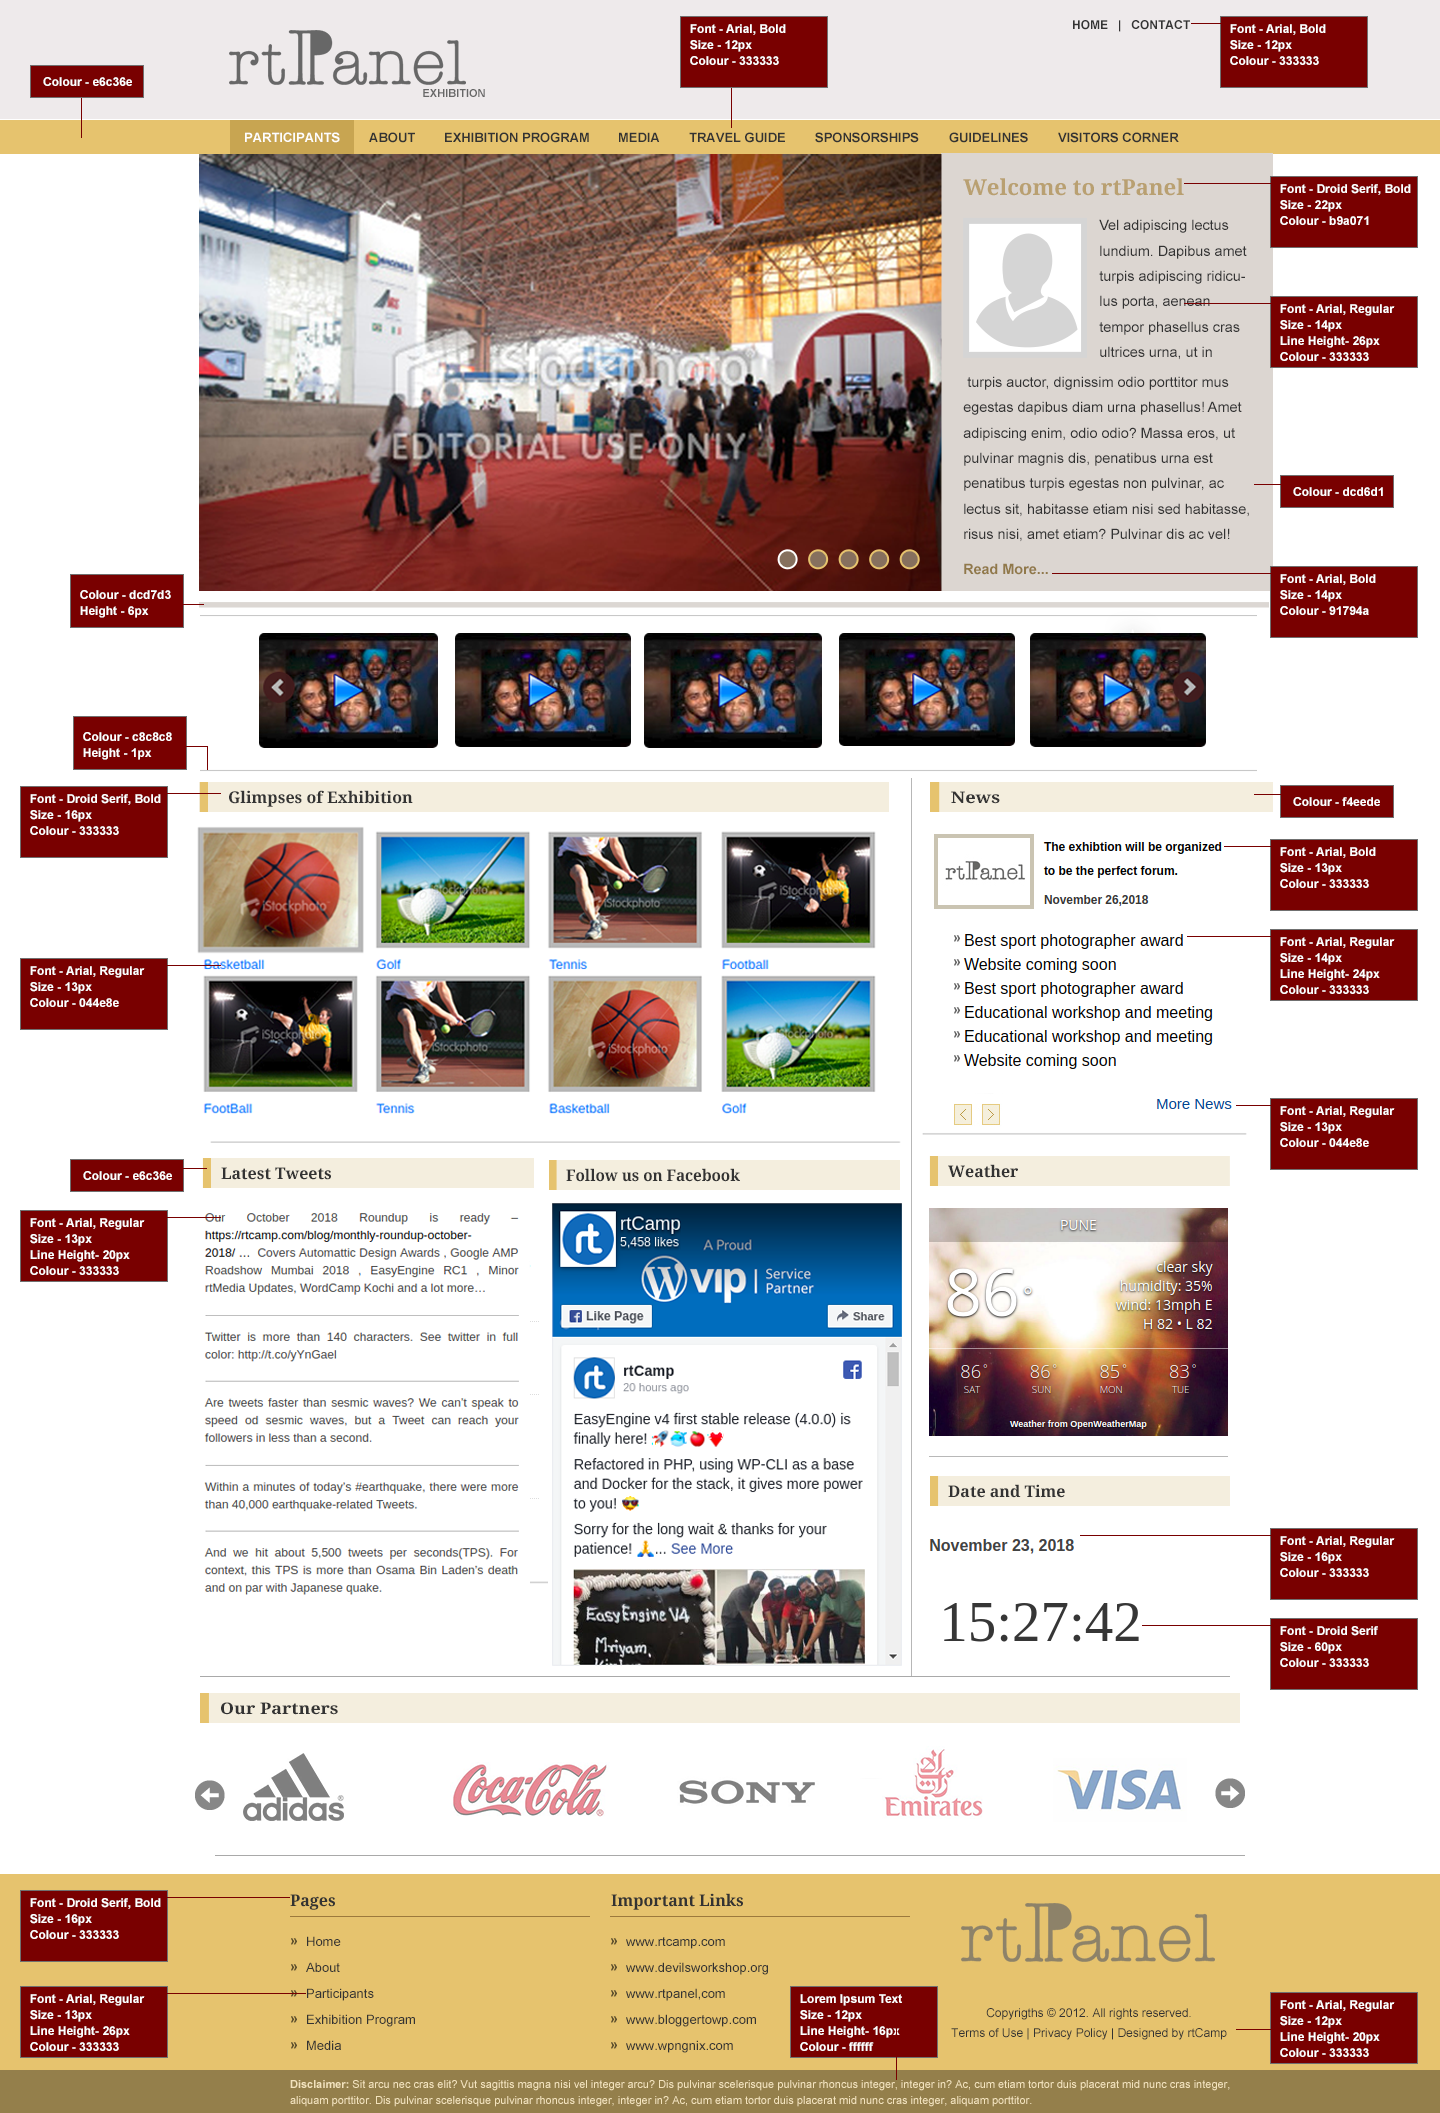 HOME | CONTACT
Font - Arial, Bold
Size - 12px
Colour - 333333
Font - Arial, Bold
Size - 12px
Colour - 333333
Colour - e6c36e
rtPanel
EXHIBITION
PARTICIPANTS ABOUT EXHIBITION PROGRAM MEDIA TRAVEL GUIDE SPONSORSHIPS GUIDELINES VISITORS CORNER
iStockphoto
EDITORIAL USE ONLY
Welcome to rtPanel
Vel adipiscing lectus
lundium. Dapibus amet
turpis adipiscing ridicu-
lus porta, aenean
tempor phasellus cras
ultrices urna, ut in
turpis auctor, dignissim odio porttitor mus
egestas dapibus diam urna phasellus! Amet
adipiscing enim, odio odio? Massa eros, ut
pulvinar magnis dis, penatibus urna est
penatibus turpis egestas non pulvinar, ac
lectus sit, habitasse etiam nisi sed habitasse,
risus nisi, amet etiam? Pulvinar dis ac vel!
Read More...
Font - Droid Serif, Bold
Size - 22px
Colour - b9a071
Font - Arial, Regular
Size - 14px
Line Height- 26px
Colour - 333333
Colour - dcd6d1
Font - Arial, Bold
Size - 14px
Colour - 91794a
Colour - dcd7d3
Height - 6px
Colour - c8c8c8
Height - 1px
Font - Droid Serif, Bold
Size - 16px
Colour - 333333
Glimpses of Exhibition
iStockphoto
iStockphoto
iStockphoto
iStockphoto
Basketball Golf Tennis Football
Font - Arial, Regular
Size - 13px
Colour - 044e8e
iStockphoto
iStockphoto
iStockphoto
iStockphoto
FootBall Tennis Basketball Golf
News
Colour - f4eede
rtPanel
The exhibtion will be organized
to be the perfect forum.
November 26,2018
Font - Arial, Bold
Size - 13px
Colour - 333333
» Best sport photographer award
» Website coming soon
» Best sport photographer award
» Educational workshop and meeting
» Educational workshop and meeting
» Website coming soon
Font - Arial, Regular
Size - 14px
Line Height- 24px
Colour - 333333
More News
Font - Arial, Regular
Size - 13px
Colour - 044e8e
Colour - e6c36e
Latest Tweets
Font - Arial, Regular
Size - 13px
Line Height- 20px
Colour - 333333
Our October 2018 Roundup is ready –
https://rtcamp.com/blog/monthly-roundup-october-
2018/ … Covers Automattic Design Awards , Google AMP
Roadshow Mumbai 2018 , EasyEngine RC1 , Minor
rtMedia Updates, WordCamp Kochi and a lot more…
Twitter is more than 140 characters. See twitter in full
color: http://t.co/yYnGael
Are tweets faster than sesmic waves? We can't speak to
speed od sesmic waves, but a Tweet can reach your
followers in less than a second.
Within a minutes of today's #earthquake, there were more
than 40,000 earthquake-related Tweets.
And we hit about 5,500 tweets per seconds(TPS). For
context, this TPS is more than Osama Bin Laden's death
and on par with Japanese quake.
Follow us on Facebook
rt
rtCamp
5,458 likes
A Proud
vip | Service
Partner
Like Page
Share
rt
rtCamp
20 hours ago
EasyEngine v4 first stable release (4.0.0) is
finally here! 🚀🐳🍎♥️
Refactored in PHP, using WP-CLI as a base
and Docker for the stack, it gives more power
to you! 😎
Sorry for the long wait & thanks for your
patience! 🙏... See More
EasyEngine V4
Mriyam,
Weather
PUNE
86°
clear sky
humidity: 35%
wind: 13mph E
H 82 • L 82
86° 86° 85° 83°
SAT SUN MON TUE
Weather from OpenWeatherMap
Date and Time
November 23, 2018
Font - Arial, Regular
Size - 16px
Colour - 333333
15:27:42
Font - Droid Serif
Size - 60px
Colour - 333333
Our Partners
adidas
Coca-Cola
SONY
Emirates
VISA
Font - Droid Serif, Bold
Size - 16px
Colour - 333333
Font - Arial, Regular
Size - 13px
Line Height- 26px
Colour - 333333
Pages
» Home
» About
» Participants
» Exhibition Program
» Media
Important Links
» www.rtcamp.com
» www.devilsworkshop.org
» www.rtpanel,com
» www.bloggertowp.com
» www.wpngnix.com
Lorem Ipsum Text
Size - 12px
Line Height- 16px
Colour - ffffff
rtPanel
Copyrigths © 2012. All rights reserved.
Terms of Use | Privacy Policy | Designed by rtCamp
Font - Arial, Regular
Size - 12px
Line Height- 20px
Colour - 333333
Disclaimer: Sit arcu nec cras elit? Vut sagittis magna nisi vel integer arcu? Dis pulvinar scelerisque pulvinar rhoncus integer, integer in? Ac, cum etiam tortor duis placerat mid nunc cras integer,
aliquam porttitor. Dis pulvinar scelerisque pulvinar rhoncus integer, integer in? Ac, cum etiam tortor duis placerat mid nunc cras integer, aliquam porttitor.